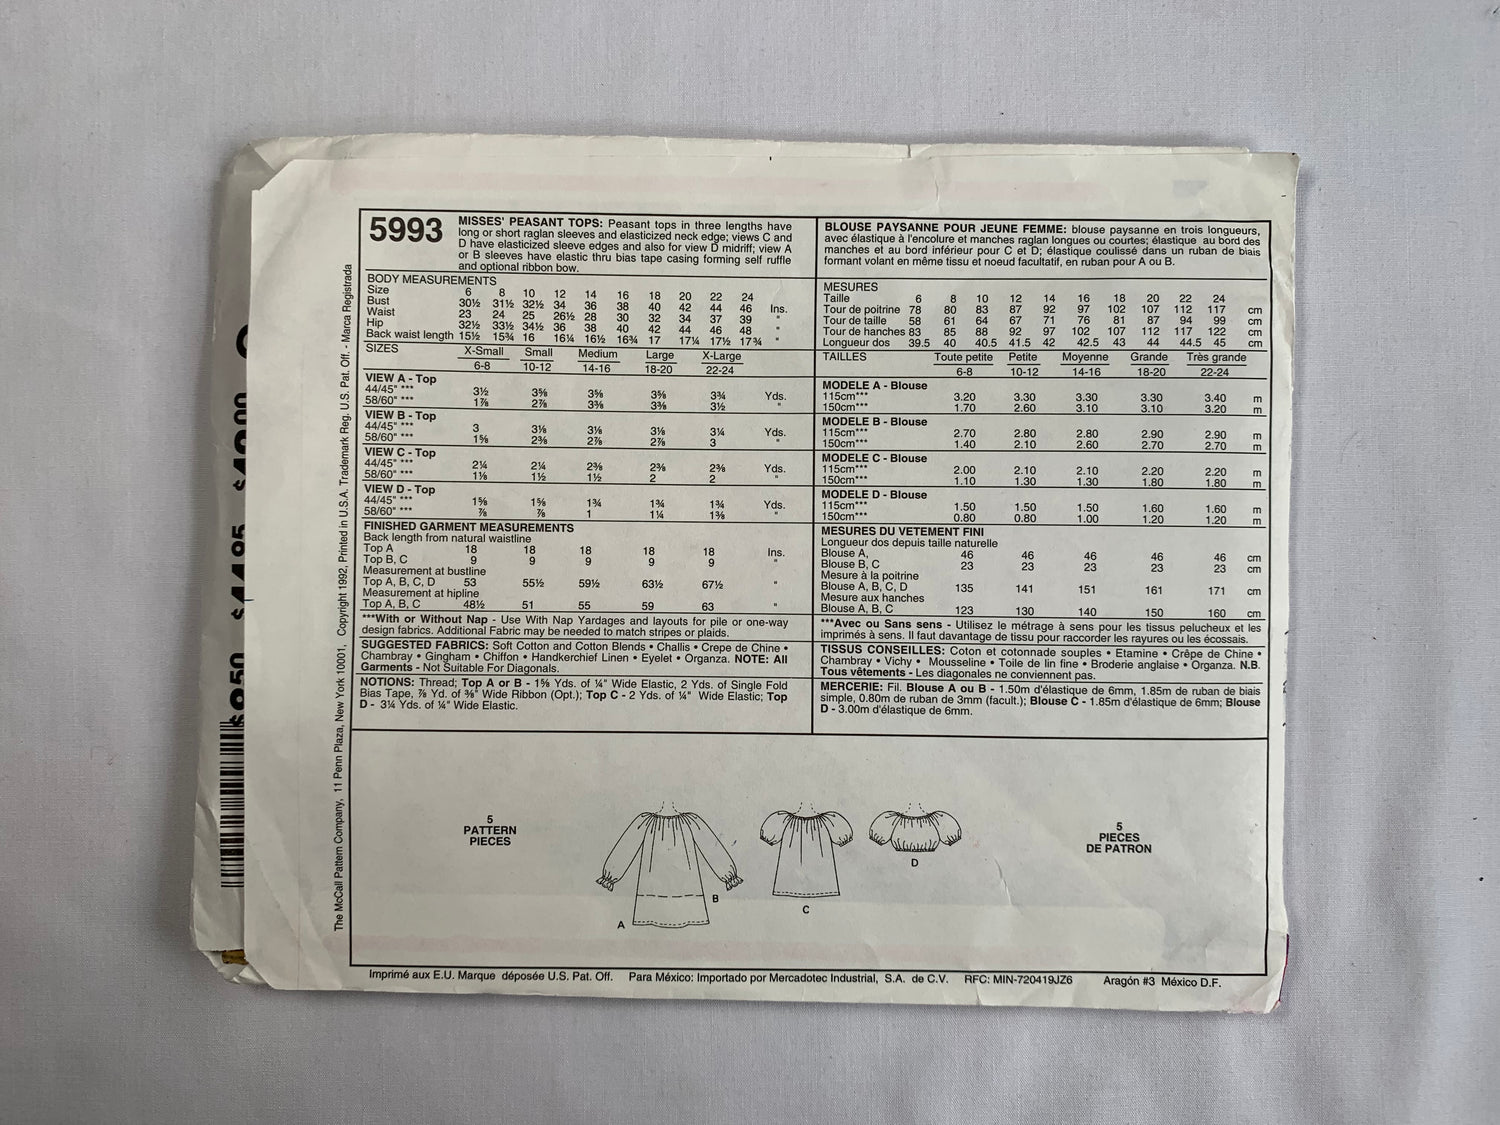 5993
MISSES' PEASANT TOPS: Peasant tops in three lengths have
long or short raglan sleeves and elasticized neck edge; views C and
D have elasticized sleeve edges and also for view D midriff; view A
or B sleeves have elastic thru bias tape casing forming self ruffle
and optional ribbon bow.
BODY MEASUREMENTS
Size 6 8 10 12 14 16 18 20 22 24
Bust 30½ 31½ 32½ 34 36 38 40 42 44 46 Ins.
Waist 23 24 25 26½ 28 30 32 34 37 39 "
Hip 32½ 33½ 34½ 36 38 40 42 44 46 48 "
Back waist length 15½ 15¾ 16 16¼ 16½ 16¾ 17 17¼ 17½ 17¾ "
SIZES X-Small Small Medium Large X-Large
6-8 10-12 14-16 18-20 22-24
VIEW A - Top
44/45" *** 3½ 3⅝ 3⅝ 3⅝ 3¾ Yds.
58/60" *** 1⅞ 2⅞ 3⅜ 3⅜ 3½ "
VIEW B - Top
44/45" *** 3 3⅛ 3⅛ 3⅛ 3¼ Yds.
58/60" *** 1⅝ 2⅜ 2⅞ 2⅞ 3 "
VIEW C - Top
44/45" *** 2¼ 2¼ 2⅜ 2⅜ 2⅜ Yds.
58/60" *** 1⅛ 1½ 1½ 2 2 "
VIEW D - Top
44/45" *** 1⅝ 1⅝ 1¾ 1¾ 1¾ Yds.
58/60" *** ⅞ ⅞ 1 1¼ 1⅜ "
FINISHED GARMENT MEASUREMENTS
Back length from natural waistline
Top A 18 18 18 18 18 Ins.
Top B, C 9 9 9 9 9 "
Measurement at bustline
Top A, B, C, D 53 55½ 59½ 63½ 67½ "
Measurement at hipline
Top A, B, C 48½ 51 55 59 63 "
***With or Without Nap - Use With Nap Yardages and layouts for pile or one-way
design fabrics. Additional Fabric may be needed to match stripes or plaids.
SUGGESTED FABRICS: Soft Cotton and Cotton Blends • Challis • Crepe de Chine •
Chambray • Gingham • Chiffon • Handkerchief Linen • Eyelet • Organza. NOTE: All
Garments - Not Suitable For Diagonals.
NOTIONS: Thread; Top A or B - 1⅝ Yds. of ¼" Wide Elastic, 2 Yds. of Single Fold
Bias Tape, ⅞ Yd. of ⅜" Wide Ribbon (Opt.); Top C - 2 Yds. of ¼" Wide Elastic; Top
D - 3¼ Yds. of ¼" Wide Elastic.
BLOUSE PAYSANNE POUR JEUNE FEMME: blouse paysanne en trois longueurs,
avec élastique à l'encolure et manches raglan longues ou courtes; élastique au bord des
manches et au bord inférieur pour C et D; élastique coulissé dans un ruban de biais
formant volant en même tissu et noeud facultatif, en ruban pour A ou B.
MESURES
Taille 6 8 10 12 14 16 18 20 22 24
Tour de poitrine 78 80 83 87 92 97 102 107 112 117 cm
Tour de taille 58 61 64 67 71 76 81 87 94 99 cm
Tour de hanches 83 85 88 92 97 102 107 112 117 122 cm
Longueur dos 39.5 40 40.5 41.5 42 42.5 43 44 44.5 45 cm
TAILLES Toute petite Petite Moyenne Grande Très grande
6-8 10-12 14-16 18-20 22-24
MODELE A - Blouse
115cm*** 3.20 3.30 3.30 3.30 3.40 m
150cm*** 1.70 2.60 3.10 3.10 3.20 m
MODELE B - Blouse
115cm*** 2.70 2.80 2.80 2.90 2.90 m
150cm*** 1.40 2.10 2.60 2.70 2.70 m
MODELE C - Blouse
115cm*** 2.00 2.10 2.10 2.20 2.20 m
150cm*** 1.10 1.30 1.30 1.80 1.80 m
MODELE D - Blouse
115cm*** 1.50 1.50 1.50 1.60 1.60 m
150cm*** 0.80 0.80 1.00 1.20 1.20 m
MESURES DU VETEMENT FINI
Longueur dos depuis taille naturelle
Blouse A, 46 46 46 46 46 cm
Blouse B, C 23 23 23 23 23 cm
Mesure à la poitrine
Blouse A, B, C, D 135 141 151 161 171 cm
Mesure aux hanches
Blouse A, B, C 123 130 140 150 160 cm
***Avec ou Sans sens - Utilisez le métrage à sens pour les tissus pelucheux et les
imprimés à sens. Il faut davantage de tissu pour raccorder les rayures ou les écossais.
TISSUS CONSEILLES: Coton et cotonnade souples • Etamine • Crêpe de Chine •
Chambray • Vichy • Mousseline • Toile de lin fine • Broderie anglaise • Organza. N.B.
Tous vêtements - Les diagonales ne conviennent pas.
MERCERIE: Fil. Blouse A ou B - 1.50m d'élastique de 6mm, 1.85m de ruban de biais
simple, 0.80m de ruban de 3mm (facult.); Blouse C - 1.85m d'élastique de 6mm; Blouse
D - 3.00m d'élastique de 6mm.
5
PATTERN
PIECES
A
B
C
D
5
PIECES
DE PATRON
Imprimé aux E.U. Marque déposée U.S. Pat. Off. Para México: Importado por Mercadotec Industrial, S.A. de C.V. RFC: MIN-720419JZ6 Aragón #3 México D.F.
The McCall Pattern Company, 11 Penn Plaza, New York 10001, Copyright 1992, Printed in U.S.A. Trademark Reg. U.S. Pat. Off. - Marca Registrada